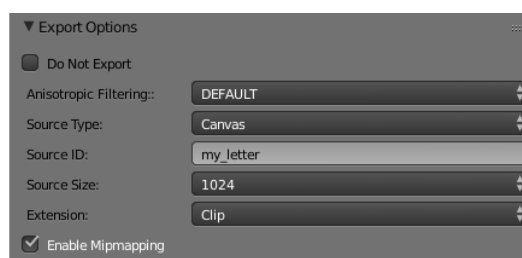 Export Options
Do Not Export
Anisotropic Filtering:: DEFAULT
Source Type: Canvas
Source ID: my_letter
Source Size: 1024
Extension: Clip
Enable Mipmapping